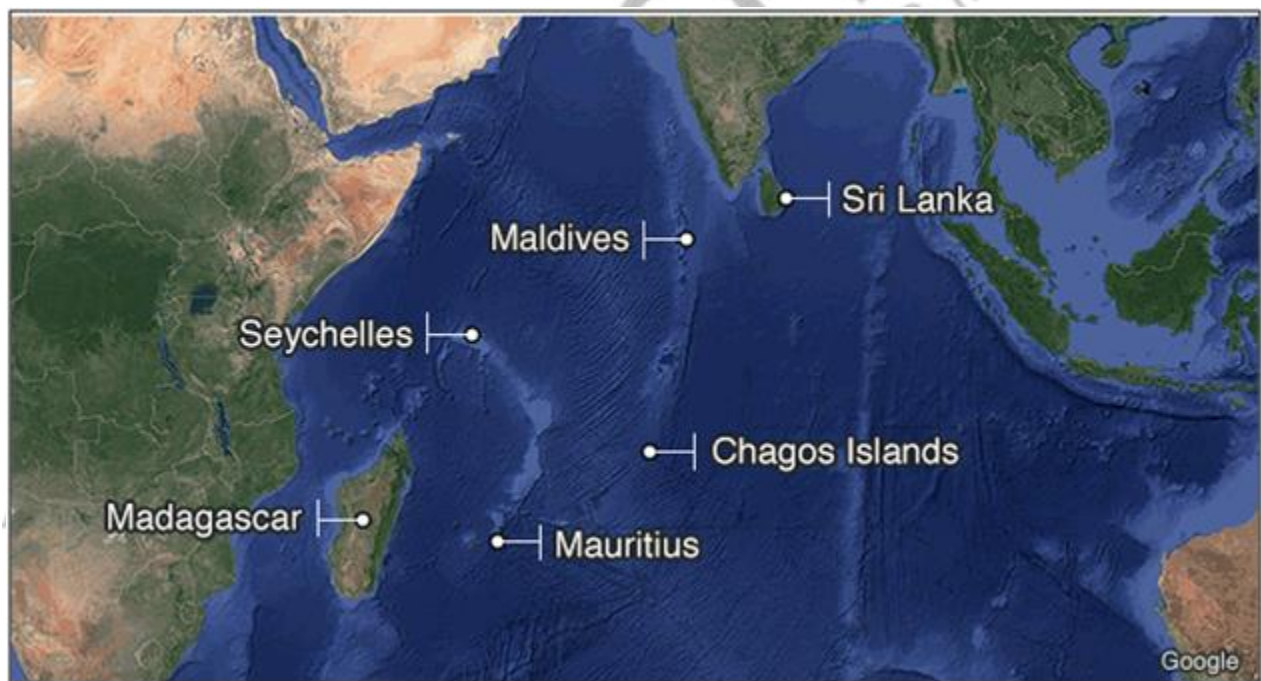 Sri Lanka
Maldives
Seychelles
Chagos Islands
Madagascar
Mauritius
Google